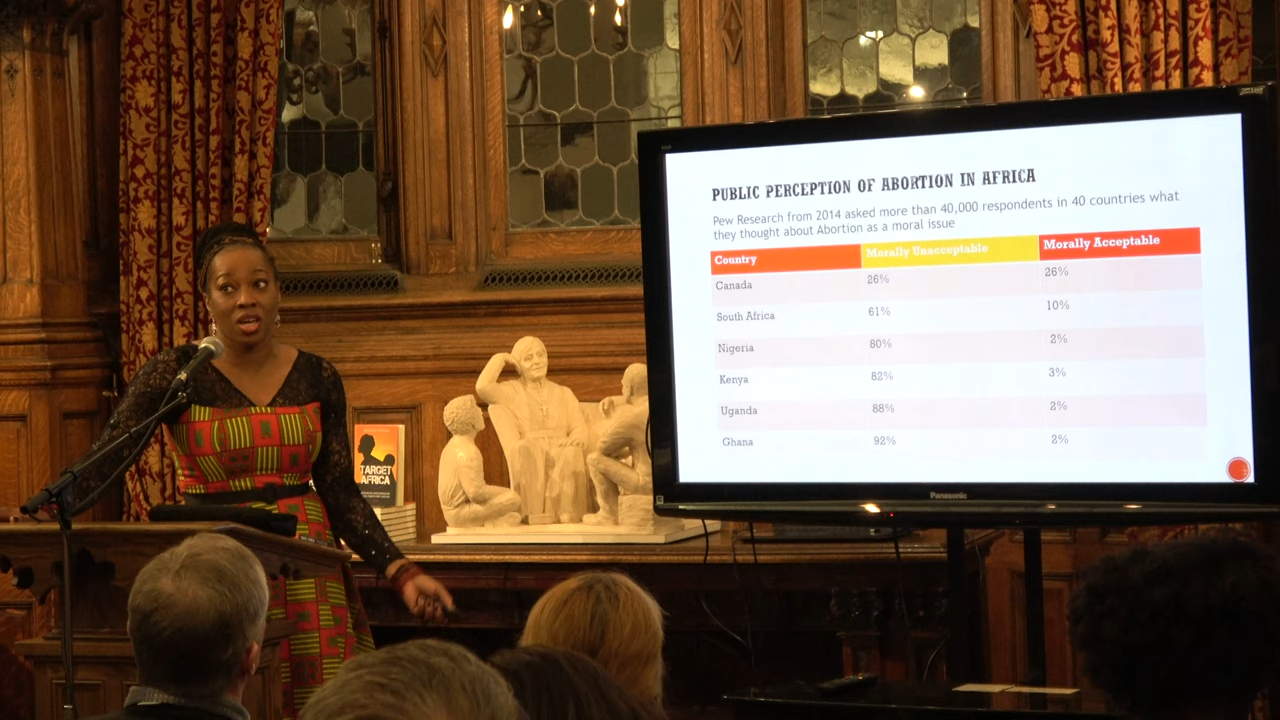 PUBLIC PERCEPTION OF ABORTION IN AFRICA
Pew Research from 2014 asked more than 40,000 respondents in 40 countries what
they thought about Abortion as a moral issue
Country Morally Unacceptable Morally Acceptable
Canada 26% 26%
South Africa 61% 10%
Nigeria 80% 2%
Kenya 82% 3%
Uganda 88% 2%
Ghana 92% 2%
TARGET
AFRICA
Panasonic